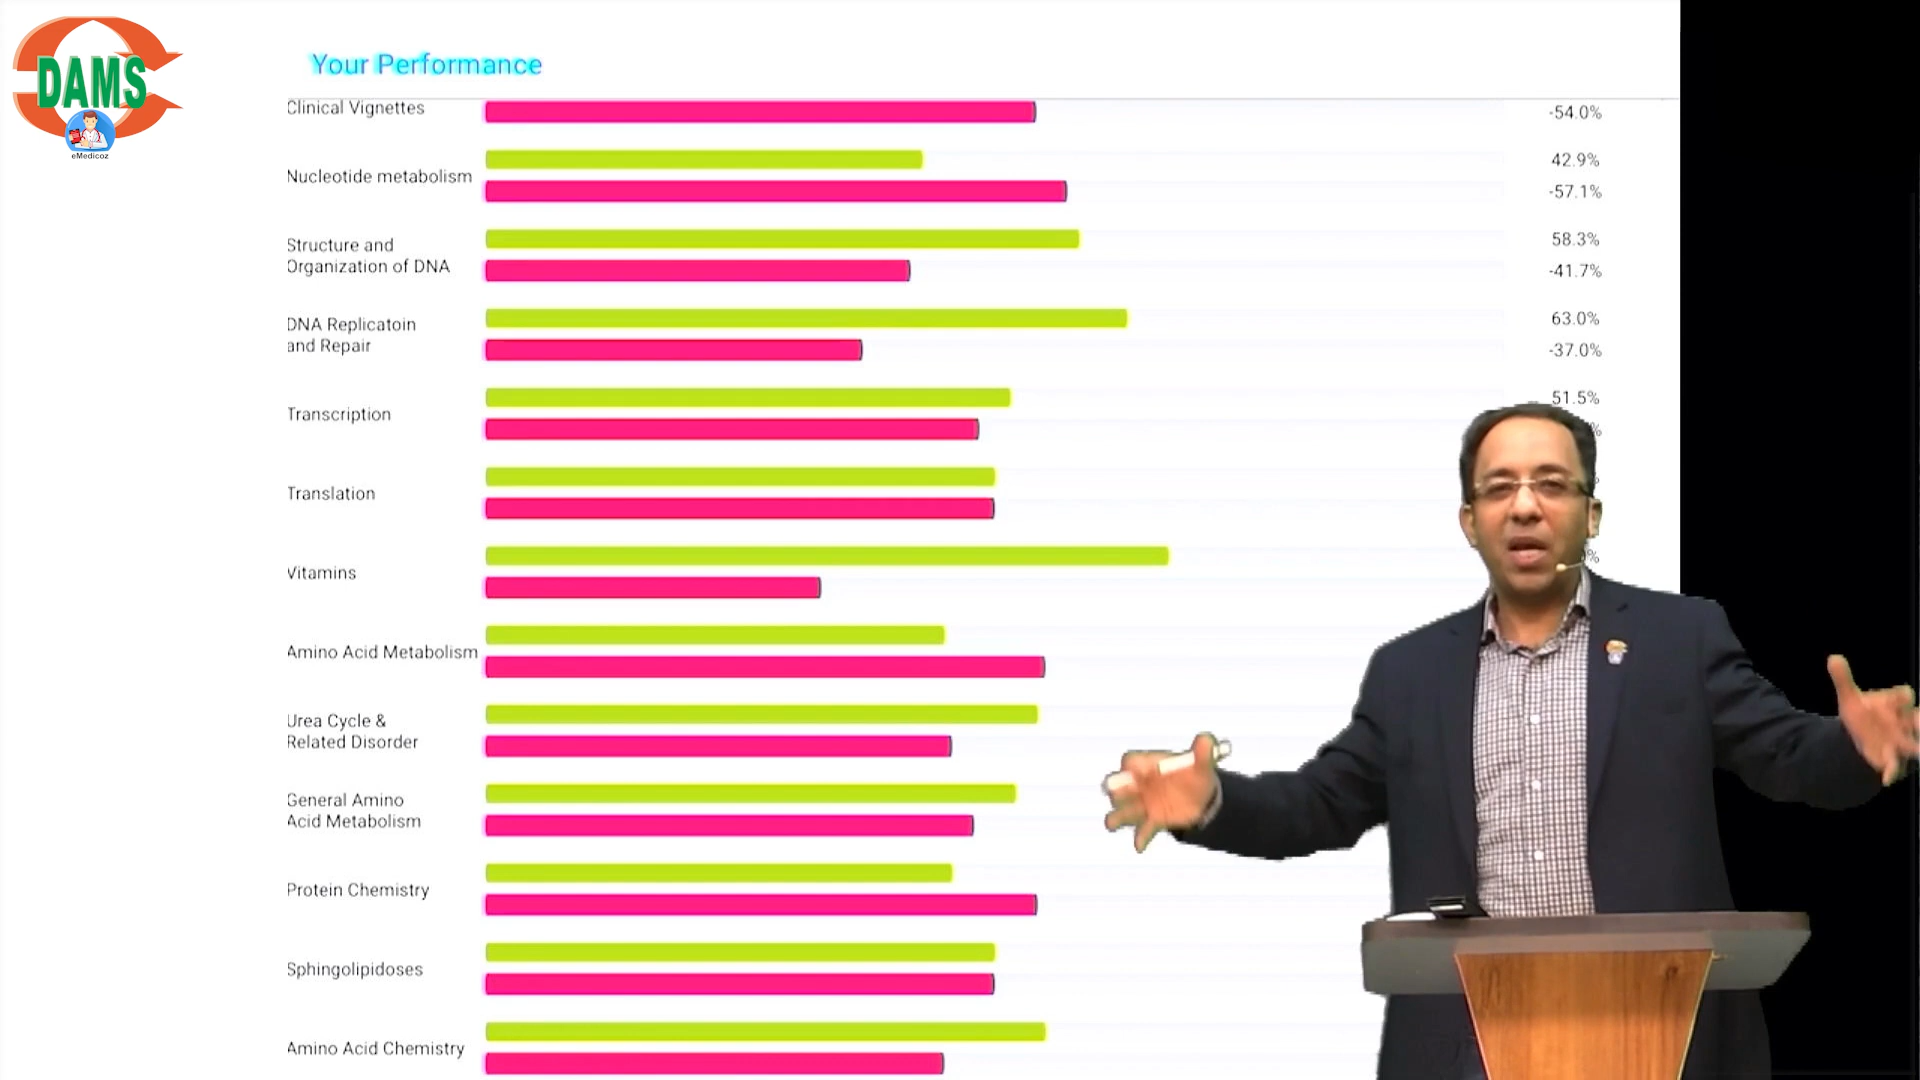 DAMS
eMedicoz
Your Performance
Clinical Vignettes
-54.0%
42.9%
Nucleotide metabolism
-57.1%
58.3%
Structure and
Organization of DNA
-41.7%
63.0%
DNA Replicatoin
and Repair
-37.0%
51.5%
Transcription
Translation
Vitamins
Amino Acid Metabolism
Urea Cycle &
Related Disorder
General Amino
Acid Metabolism
Protein Chemistry
Sphingolipidoses
Amino Acid Chemistry